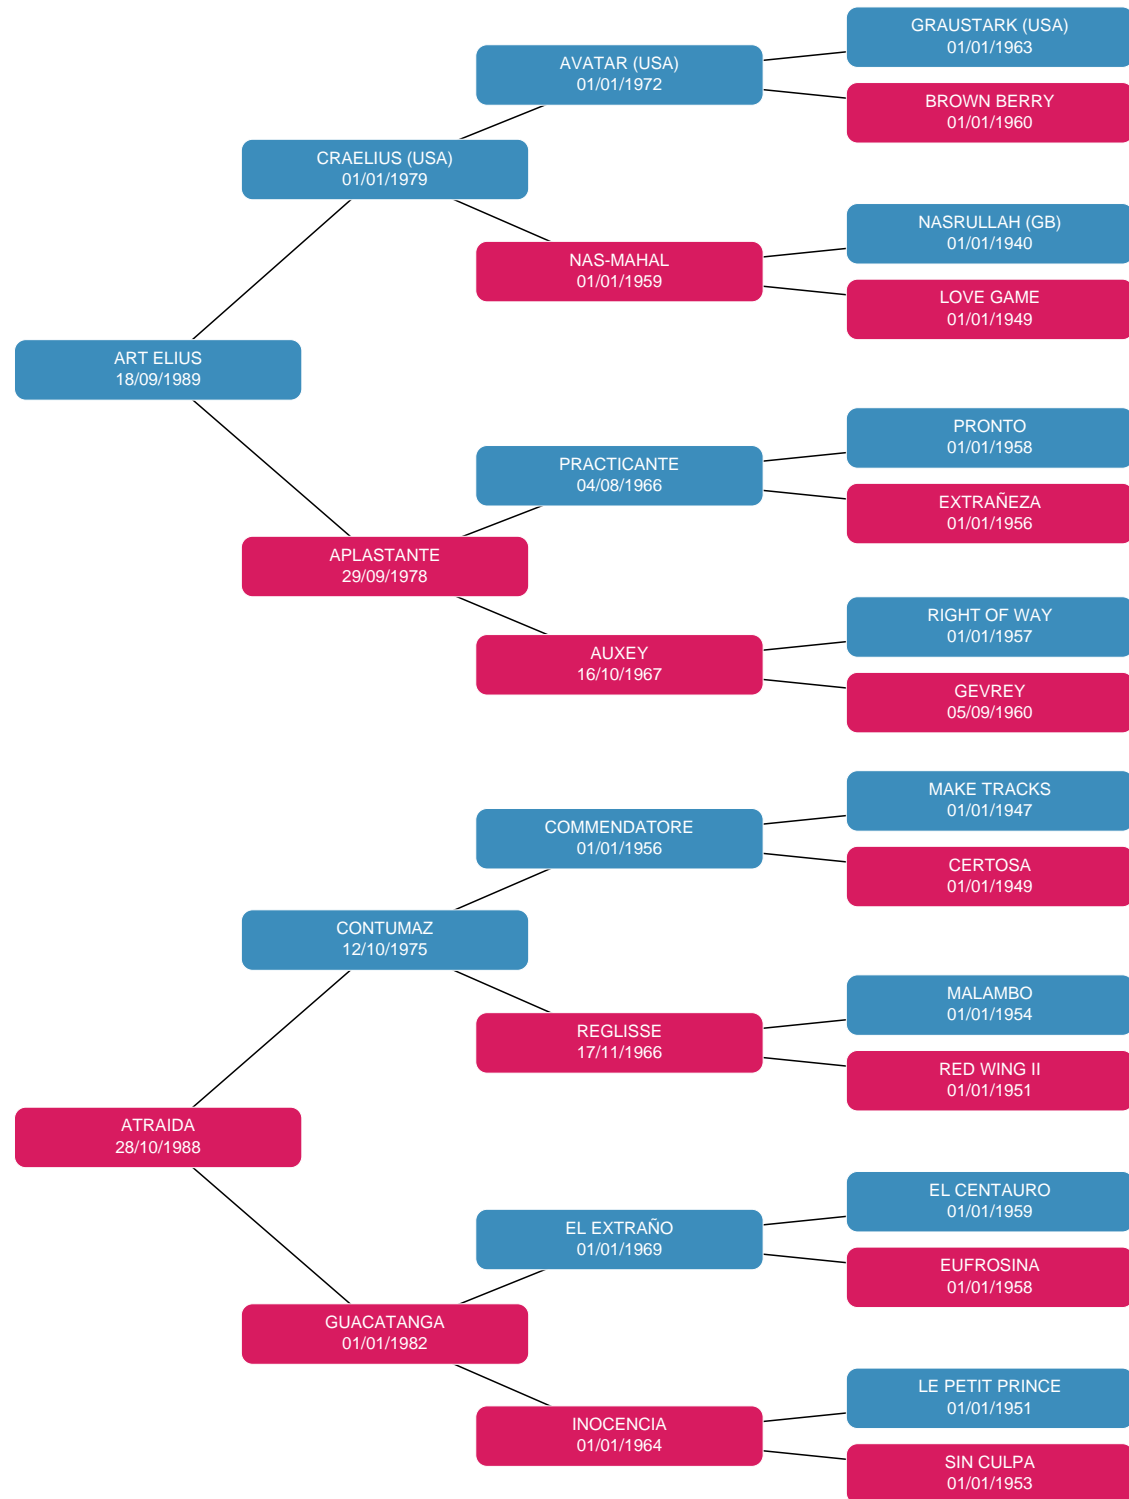 GRAUSTARK (USA)
01/01/1963
AVATAR (USA)
01/01/1972
BROWN BERRY
01/01/1960
CRAELIUS (USA)
01/01/1979
NASRULLAH (GB)
01/01/1940
NAS-MAHAL
01/01/1959
LOVE GAME
01/01/1949
ART ELIUS
18/09/1989
PRONTO
01/01/1958
PRACTICANTE
04/08/1966
EXTRAÑEZA
01/01/1956
APLASTANTE
29/09/1978
RIGHT OF WAY
01/01/1957
AUXEY
16/10/1967
GEVREY
05/09/1960
MAKE TRACKS
01/01/1947
COMMENDATORE
01/01/1956
CERTOSA
01/01/1949
CONTUMAZ
12/10/1975
MALAMBO
01/01/1954
REGLISSE
17/11/1966
RED WING II
01/01/1951
ATRAIDA
28/10/1988
EL CENTAURO
01/01/1959
EL EXTRAÑO
01/01/1969
EUFROSINA
01/01/1958
GUACATANGA
01/01/1982
LE PETIT PRINCE
01/01/1951
INOCENCIA
01/01/1964
SIN CULPA
01/01/1953